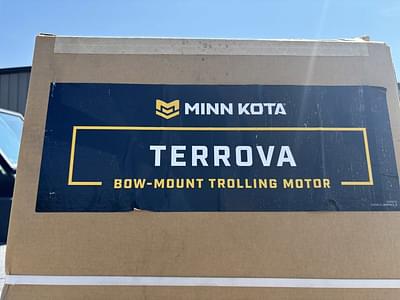 MINN KOTA
TERROVA
BOW-MOUNT TROLLING MOTOR